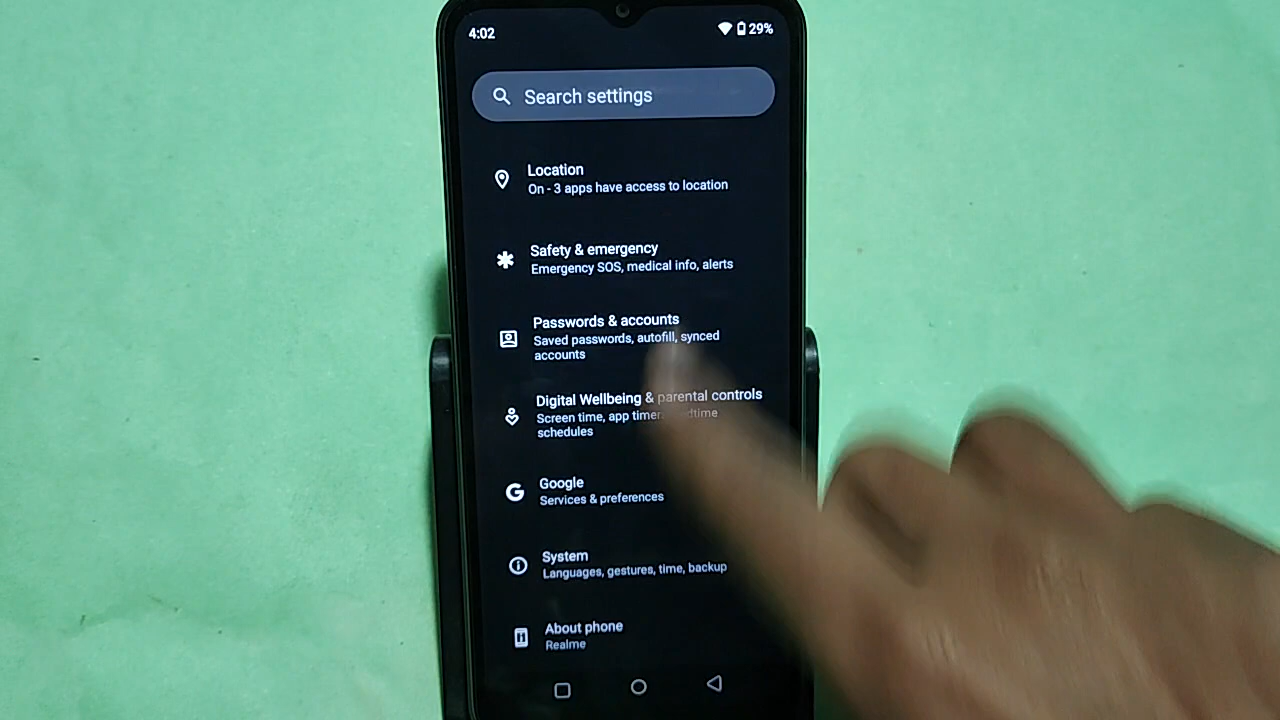 4:02
29%
Search settings
Location
On - 3 apps have access to location
Safety & emergency
Emergency SOS, medical info, alerts
Passwords & accounts
Saved passwords, autofill, synced
accounts
Digital Wellbeing & parental controls
Screen time, app
schedules
Google
Services & preferences
System
Languages, gestures, time, backup
About phone
Realme